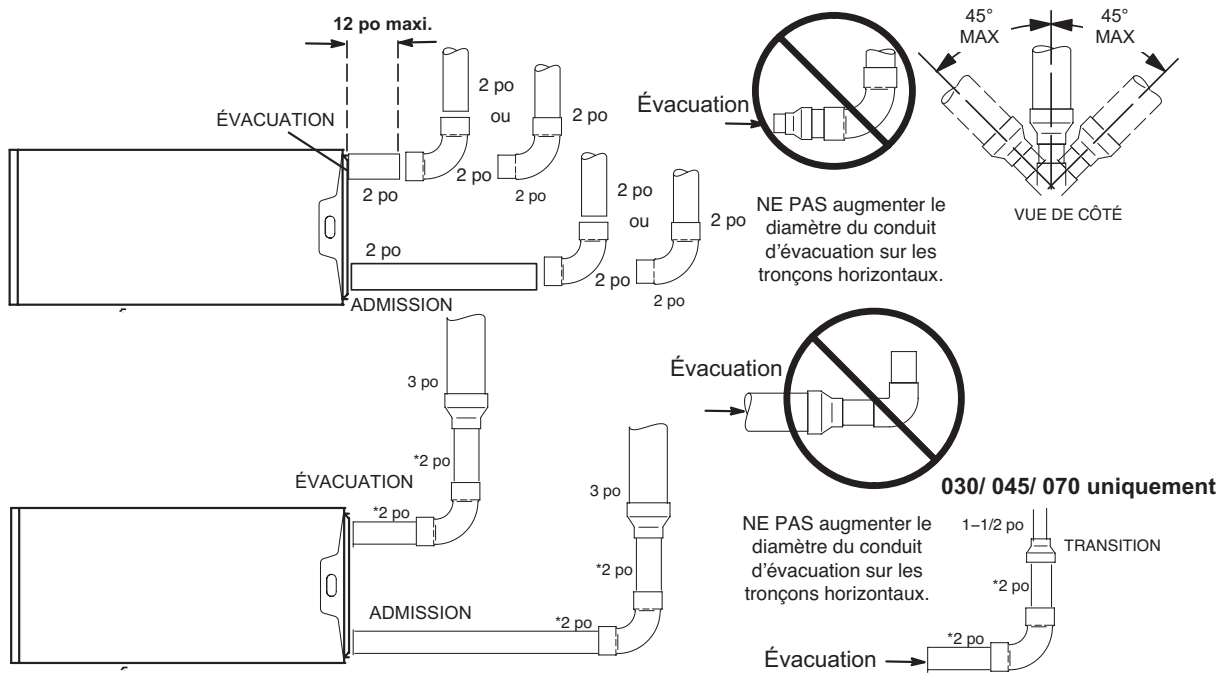 12 po maxi.
ÉVACUATION
2 po
2 po
ou
2 po
2 po
2 po
2 po
2 po
ou
2 po
2 po
2 po
2 po
ADMISSION
Évacuation
NE PAS augmenter le
diamètre du conduit
d'évacuation sur les
tronçons horizontaux.
45°
MAX
45°
MAX
VUE DE CÔTÉ
3 po
*2 po
ÉVACUATION
*2 po
3 po
*2 po
ADMISSION
*2 po
Évacuation
NE PAS augmenter le
diamètre du conduit
d'évacuation sur les
tronçons horizontaux.
030/ 045/ 070 uniquement
1–1/2 po
TRANSITION
*2 po
*2 po
Évacuation